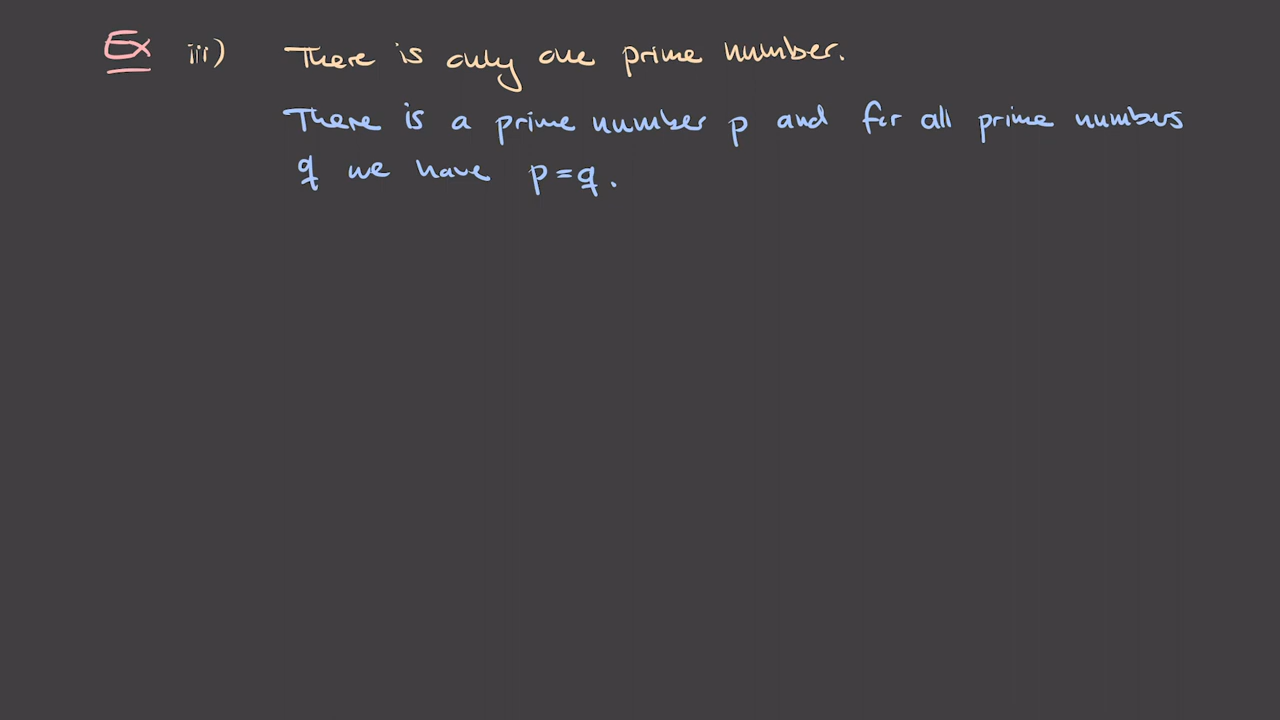 Ex iii) There is only one prime number.
There is a prime number p and for all prime numbers
q we have p=q.